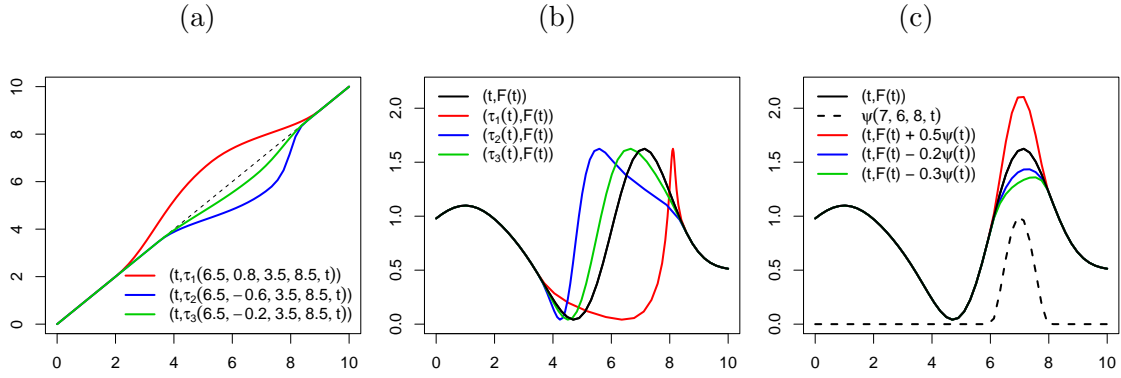 (a)
0 2 4 6 8 10
0 2 4 6 8 10
(t,τ₁(6.5, 0.8, 3.5, 8.5, t))
(t,τ₂(6.5, −0.6, 3.5, 8.5, t))
(t,τ₃(6.5, −0.2, 3.5, 8.5, t))
(b)
0.0 0.5 1.0 1.5 2.0
0 2 4 6 8 10
(t,F(t))
(τ₁(t),F(t))
(τ₂(t),F(t))
(τ₃(t),F(t))
(c)
0.0 0.5 1.0 1.5 2.0
0 2 4 6 8 10
(t,F(t))
ψ(7, 6, 8, t)
(t,F(t) + 0.5ψ(t))
(t,F(t) − 0.2ψ(t))
(t,F(t) − 0.3ψ(t))